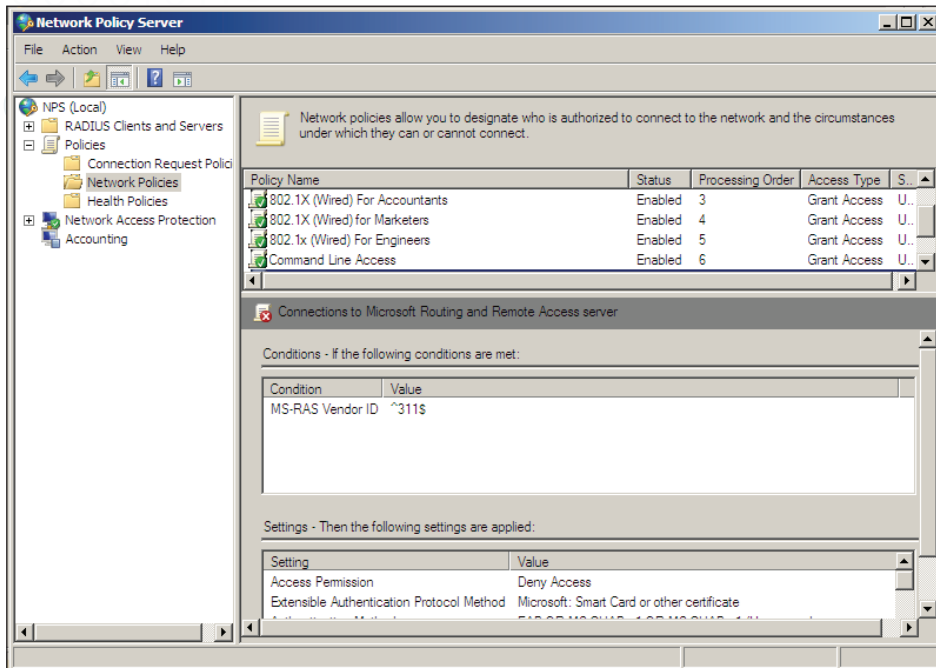 Network Policy Server
File Action View Help
NPS (Local)
RADIUS Clients and Servers
Policies
Connection Request Polici
Network Policies
Health Policies
Network Access Protection
Accounting
Network policies allow you to designate who is authorized to connect to the network and the circumstances
under which they can or cannot connect.
Policy Name Status Processing Order Access Type S..
802.1X (Wired) For Accountants Enabled 3 Grant Access U..
802.1X (Wired) for Marketers Enabled 4 Grant Access U..
802.1x (Wired) For Engineers Enabled 5 Grant Access U..
Command Line Access Enabled 6 Grant Access U..
Connections to Microsoft Routing and Remote Access server
Conditions - If the following conditions are met:
Condition Value
MS-RAS Vendor ID ^311$
Settings - Then the following settings are applied:
Setting Value
Access Permission Deny Access
Extensible Authentication Protocol Method Microsoft: Smart Card or other certificate